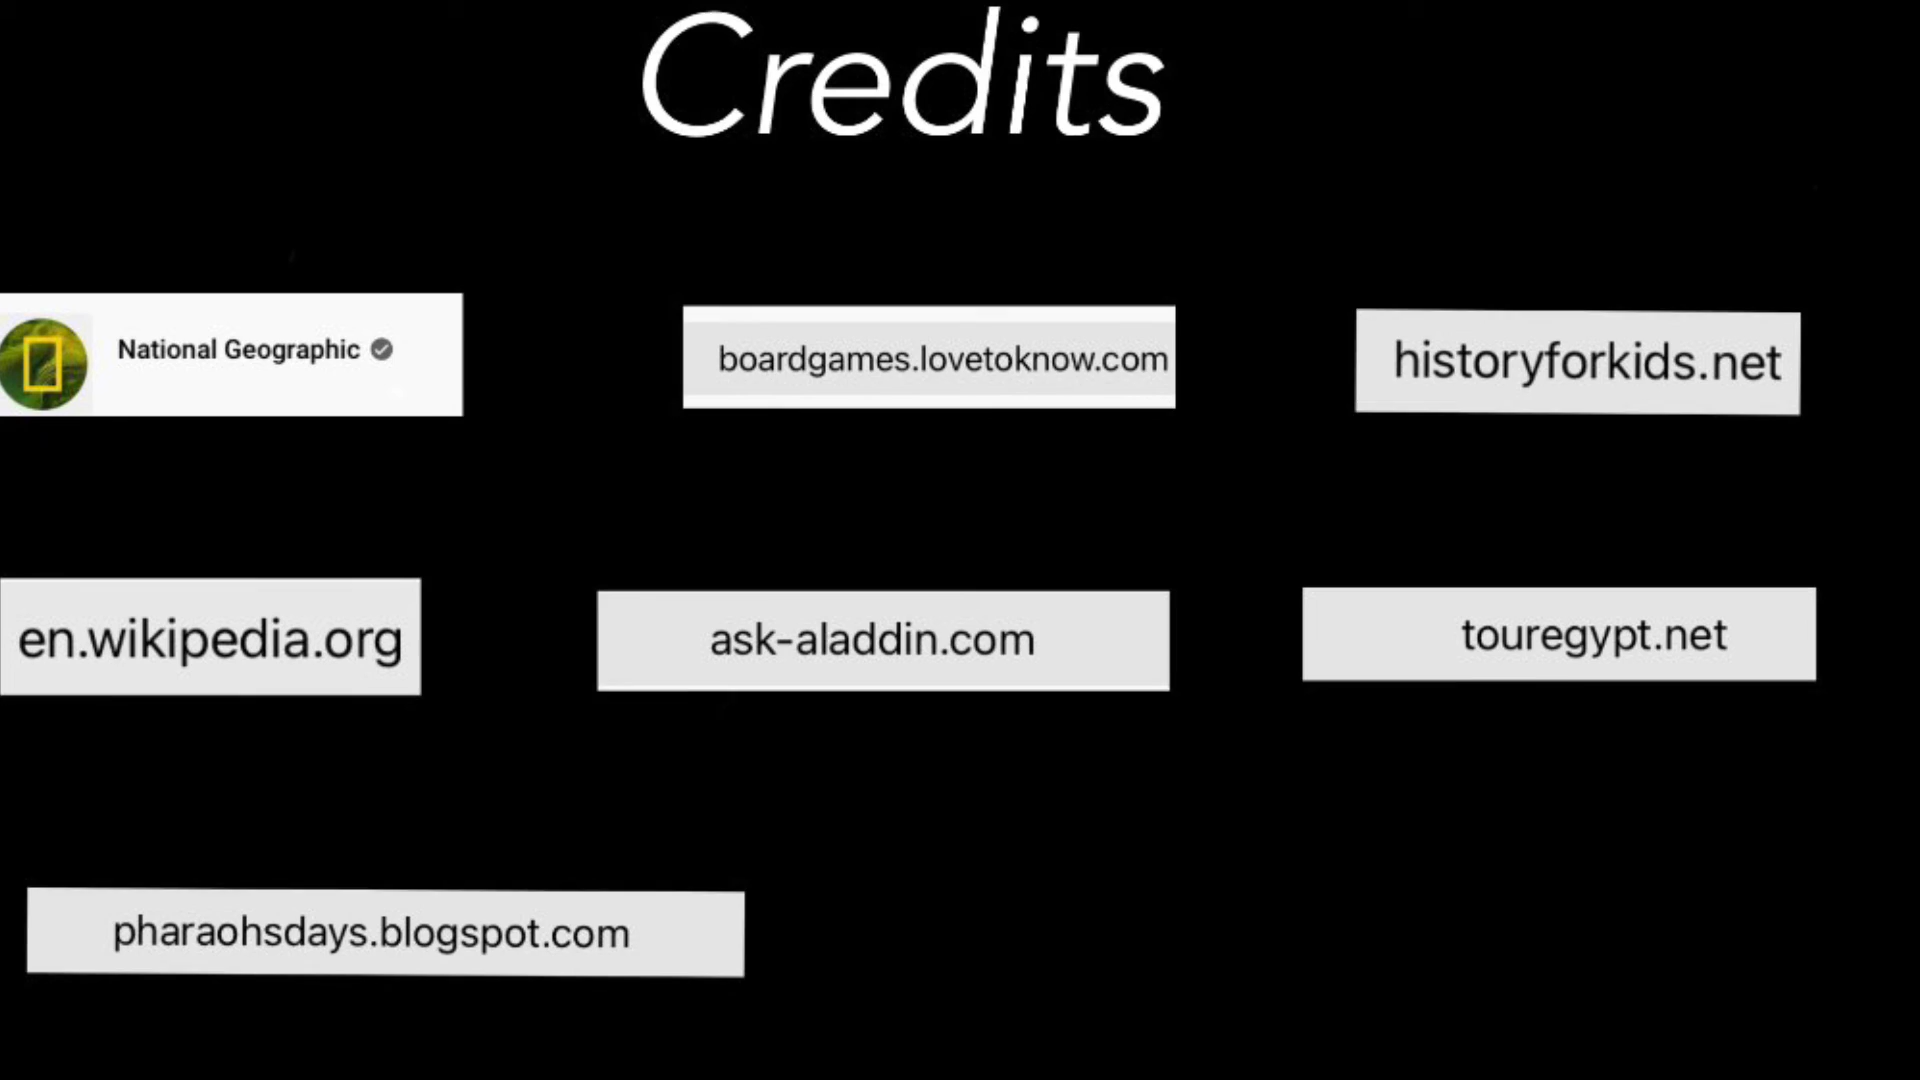 Credits
National Geographic
boardgames.lovetoknow.com
historyforkids.net
en.wikipedia.org
ask-aladdin.com
touregypt.net
pharaohsdays.blogspot.com